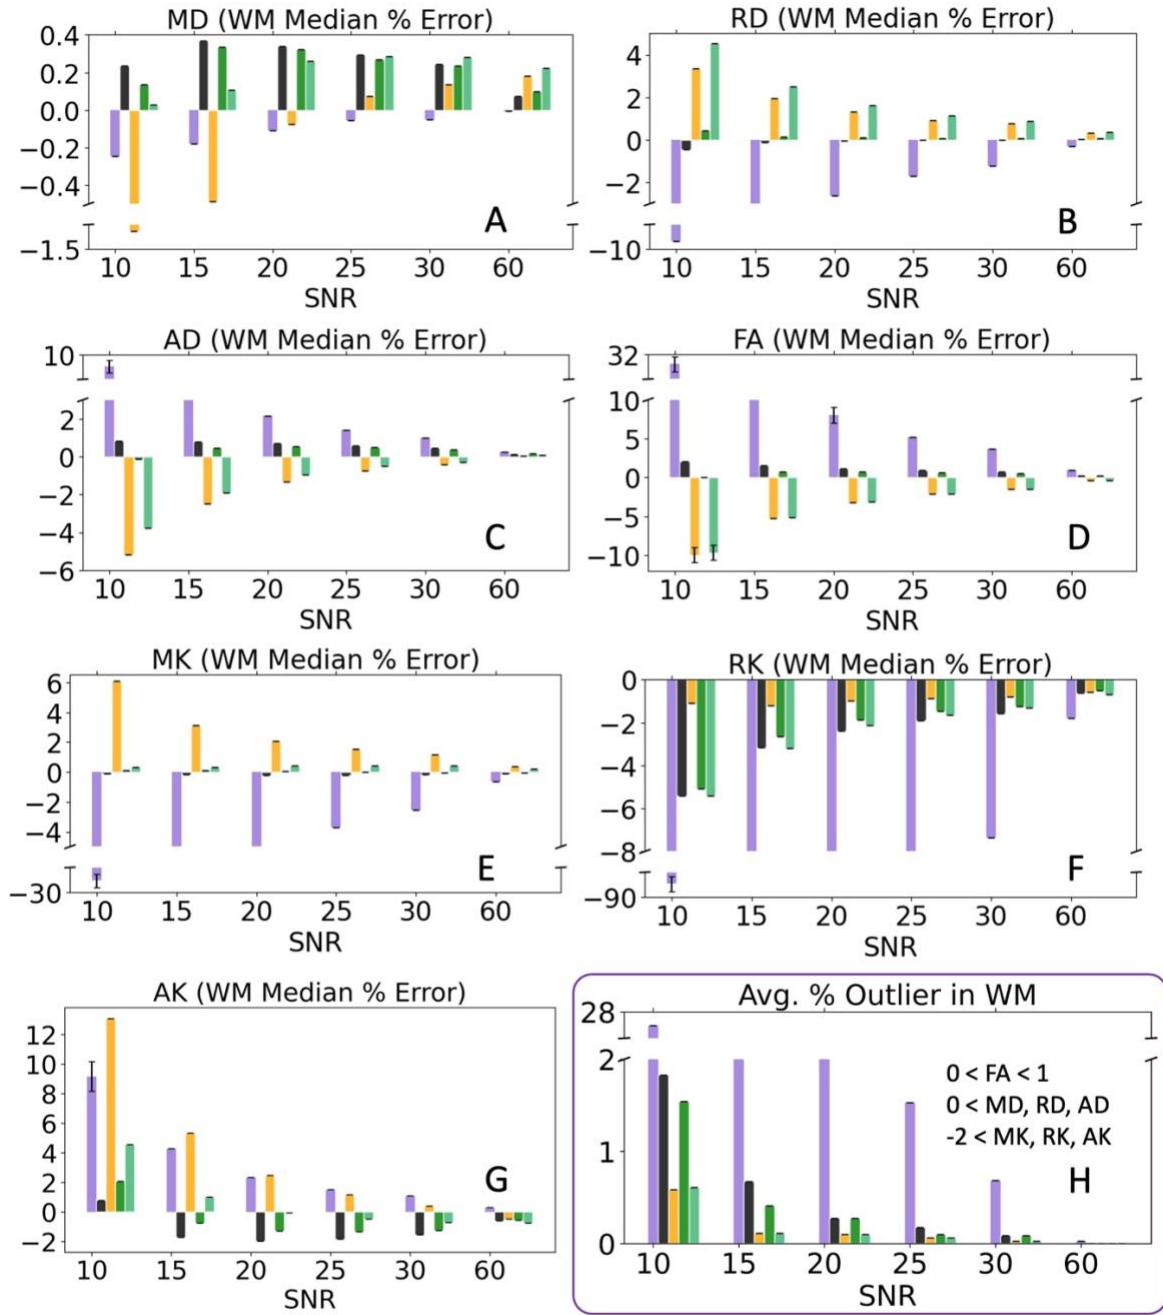 MD (WM Median % Error)
0.4
0.2
0.0
−0.2
−0.4
−1.5
A
10 15 20 25 30 60
SNR
RD (WM Median % Error)
4
2
0
−2
−10
B
10 15 20 25 30 60
SNR
AD (WM Median % Error)
10
2
0
−2
−4
−6
C
10 15 20 25 30 60
SNR
FA (WM Median % Error)
32
10
5
0
−5
−10
D
10 15 20 25 30 60
SNR
MK (WM Median % Error)
6
4
2
0
−2
−4
−30
E
10 15 20 25 30 60
SNR
RK (WM Median % Error)
0
−2
−4
−6
−8
−90
F
10 15 20 25 30 60
SNR
AK (WM Median % Error)
12
10
8
6
4
2
0
−2
G
10 15 20 25 30 60
SNR
Avg. % Outlier in WM
28
2
1
0
0 < FA < 1
0 < MD, RD, AD
-2 < MK, RK, AK
H
10 15 20 25 30 60
SNR